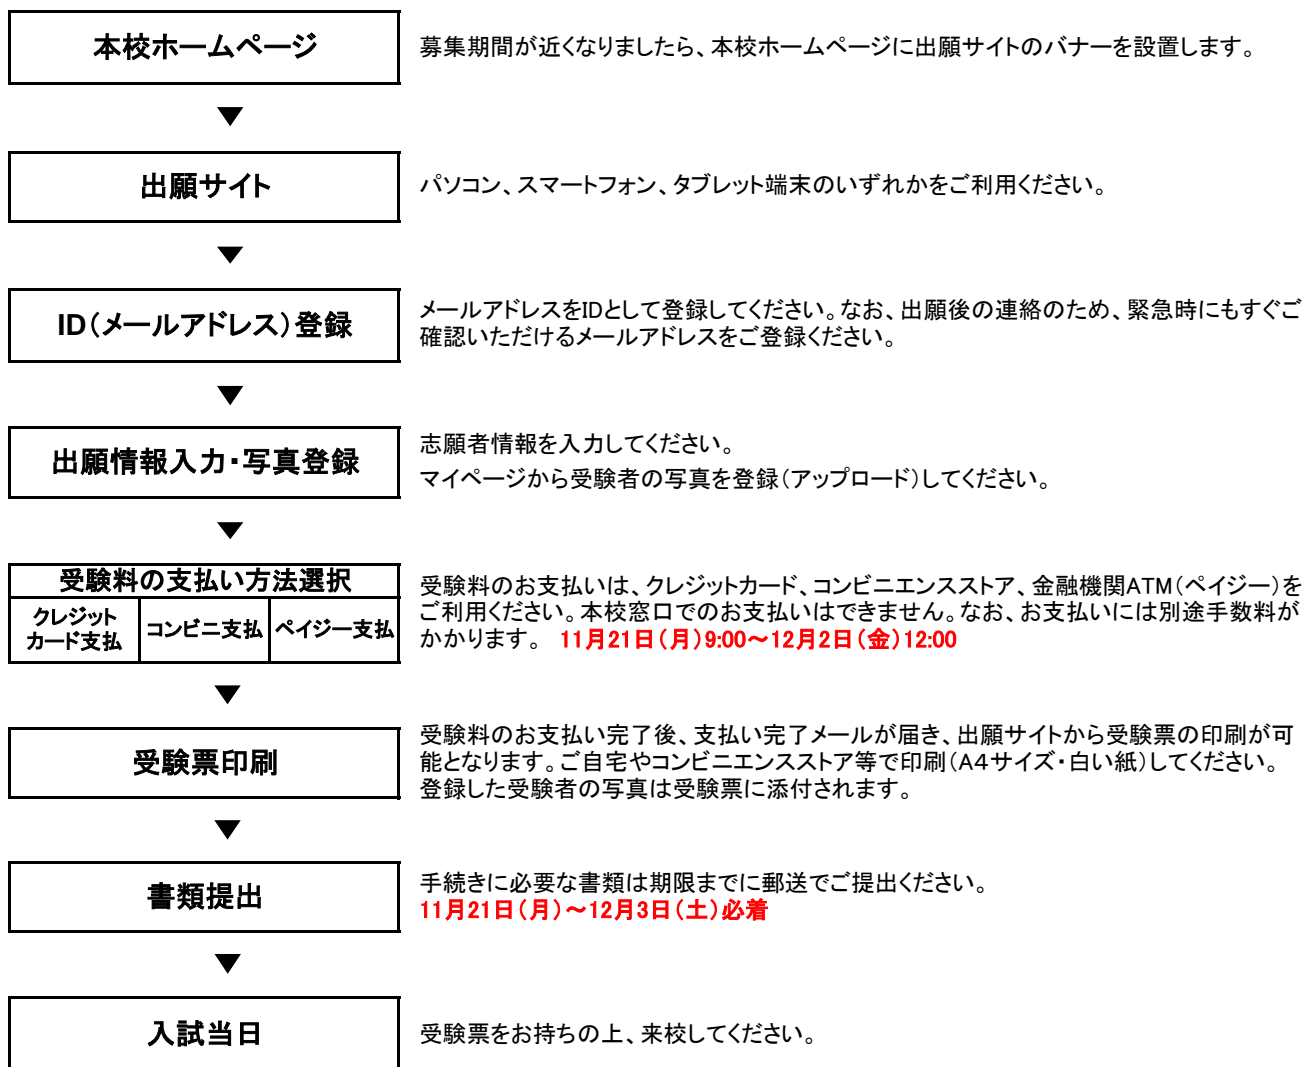 本校ホームページ
募集期間が近くなりましたら、本校ホームページに出願サイトのバナーを設置します。
▼
出願サイト
パソコン、スマートフォン、タブレット端末のいずれかをご利用ください。
▼
ID(メールアドレス)登録
メールアドレスをIDとして登録してください。なお、出願後の連絡のため、緊急時にもすぐご
確認いただけるメールアドレスをご登録ください。
▼
出願情報入力・写真登録
志願者情報を入力してください。
マイページから受験者の写真を登録(アップロード)してください。
▼
受験料の支払い方法選択
クレジット
カード支払
コンビニ支払
ペイジー支払
受験料のお支払いは、クレジットカード、コンビニエンスストア、金融機関ATM(ペイジー)を
ご利用ください。本校窓口でのお支払いはできません。なお、お支払いには別途手数料が
かかります。 11月21日(月)9:00～12月2日(金)12:00
▼
受験票印刷
受験料のお支払い完了後、支払い完了メールが届き、出願サイトから受験票の印刷が可
能となります。ご自宅やコンビニエンスストア等で印刷(A4サイズ・白い紙)してください。
登録した受験者の写真は受験票に添付されます。
▼
書類提出
手続きに必要な書類は期限までに郵送でご提出ください。
11月21日(月)～12月3日(土)必着
▼
入試当日
受験票をお持ちの上、来校してください。